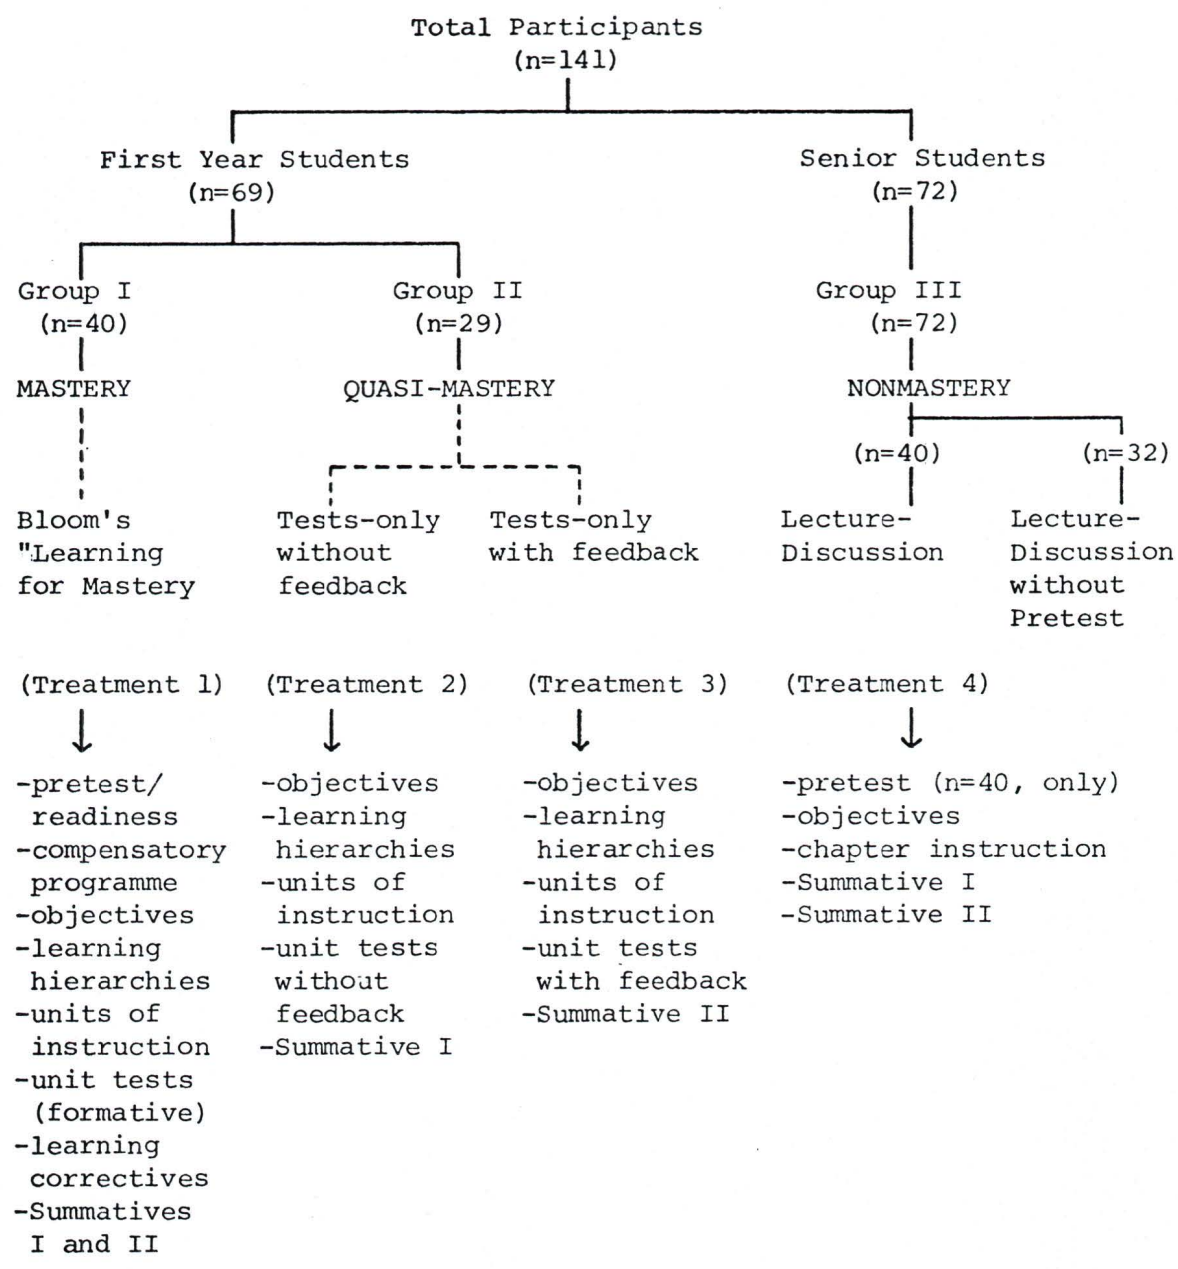 Total Participants
(n=141)
First Year Students
(n=69)
Senior Students
(n=72)
Group I
(n=40)
Group II
(n=29)
Group III
(n=72)
MASTERY
QUASI-MASTERY
NONMASTERY
(n=40)
(n=32)
Bloom's
"Learning
for Mastery
Tests-only
without
feedback
Tests-only
with feedback
Lecture-
Discussion
Lecture-
Discussion
without
Pretest
(Treatment 1)
-pretest/
readiness
-compensatory
programme
-objectives
-learning
hierarchies
-units of
instruction
-unit tests
(formative)
-learning
correctives
-Summatives
I and II
(Treatment 2)
-objectives
-learning
hierarchies
-units of
instruction
-unit tests
without
feedback
-Summative I
(Treatment 3)
-objectives
-learning
hierarchies
-units of
instruction
-unit tests
with feedback
-Summative II
(Treatment 4)
-pretest (n=40, only)
-objectives
-chapter instruction
-Summative I
-Summative II